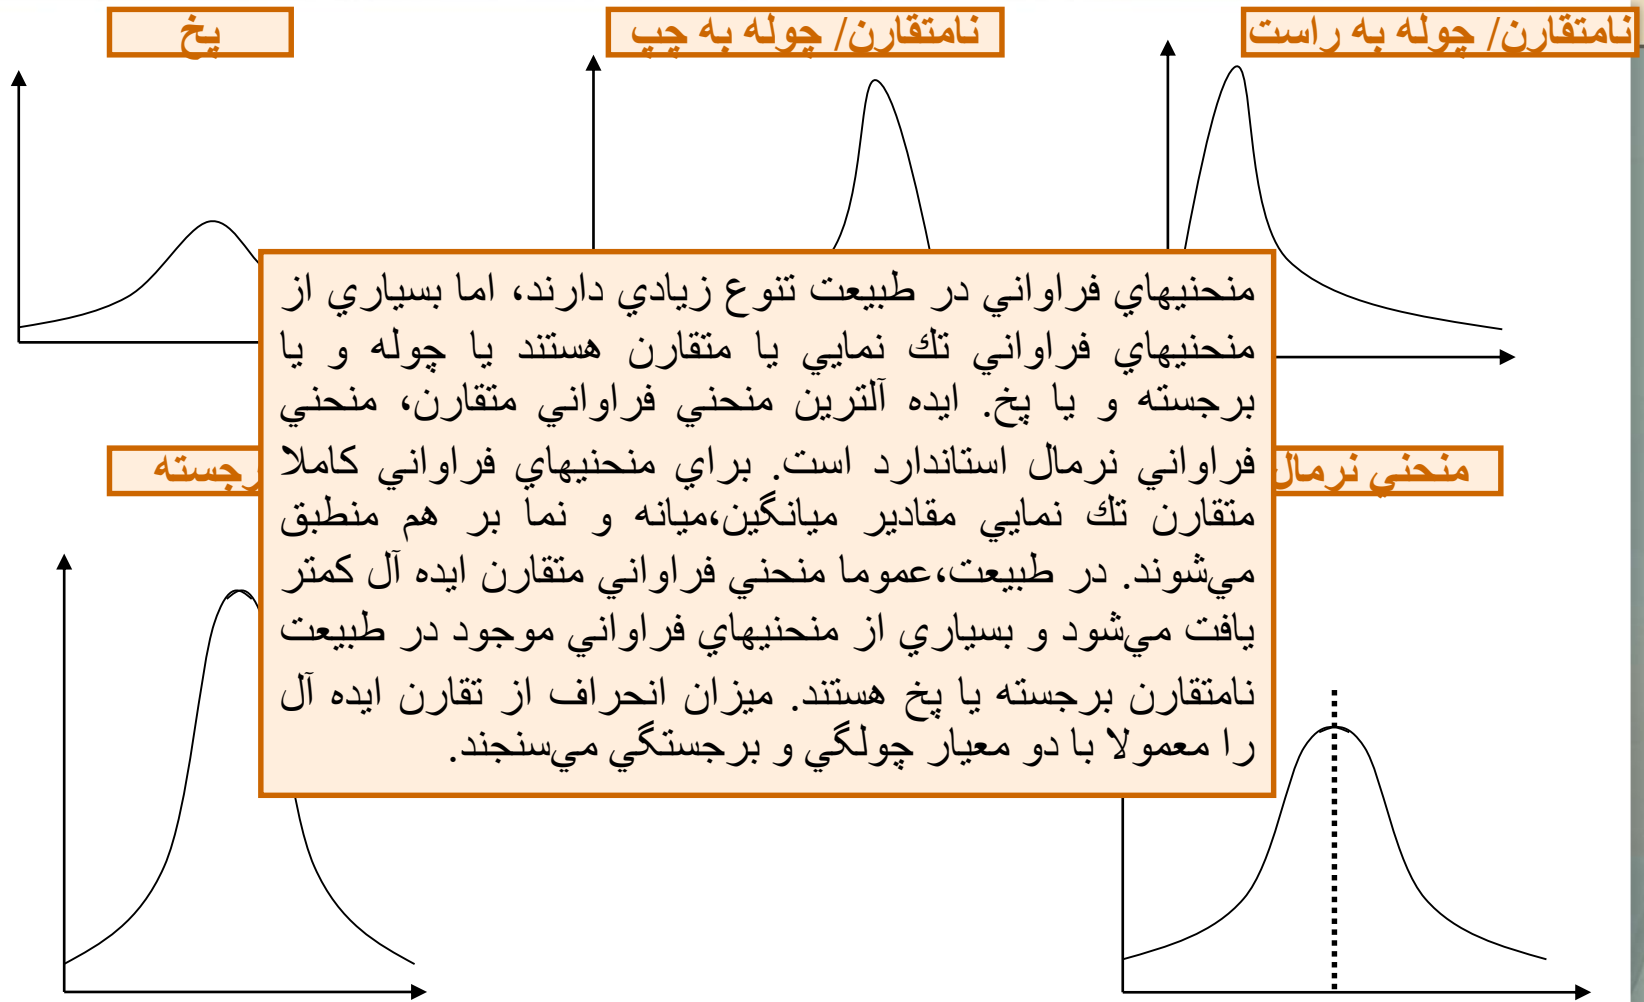 نامتقارن/ چوله به راست
نامتقارن/ چوله به چپ
پخ
منحنيهاي فراواني در طبيعت تنوع زيادي دارند، اما بسياري از
منحنيهاي فراواني تك نمايي يا متقارن هستند يا چوله و يا
برجسته و يا پخ. ايده آلترين منحني فراواني متقارن، منحني
فراواني نرمال استاندارد است. براي منحنيهاي فراواني كاملا
متقارن تك نمايي مقادير ميانگين،ميانه و نما بر هم منطبق
مي‌شوند. در طبيعت،عموما منحني فراواني متقارن ايده آل كمتر
يافت مي‌شود و بسياري از منحنيهاي فراواني موجود در طبيعت
نامتقارن برجسته يا پخ هستند. ميزان انحراف از تقارن ايده آل
را معمولا با دو معيار چولگي و برجستگي مي‌سنجند.
منحني نرمال
رجسته